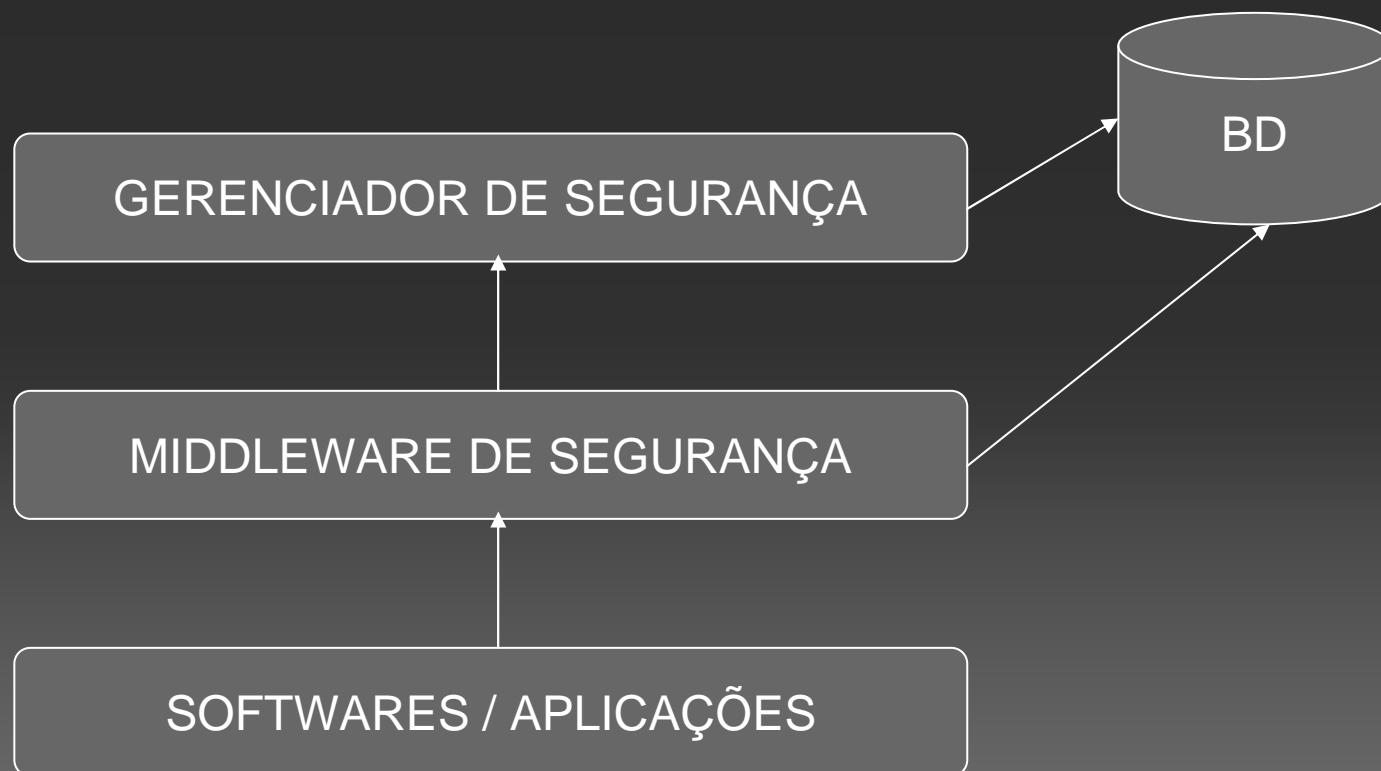 BD
GERENCIADOR DE SEGURANÇA
MIDDLEWARE DE SEGURANÇA
SOFTWARES / APLICAÇÕES